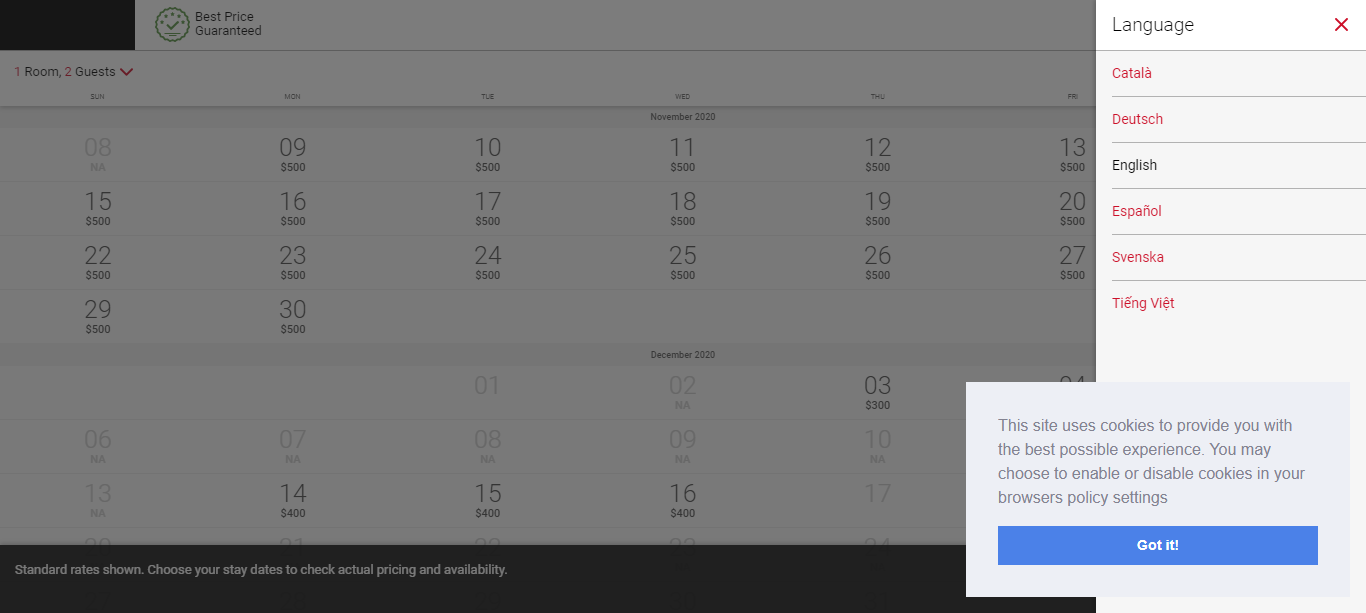 Best Price
Guaranteed
Language
1 Room, 2 Guests
SUN MON TUE WED THU FRI
November 2020
08 09 10 11 12 13
NA $500 $500 $500 $500 $500
15 16 17 18 19 20
$500 $500 $500 $500 $500 $500
22 23 24 25 26 27
$500 $500 $500 $500 $500 $500
29 30
$500 $500
December 2020
01 02 03 04
NA $300
06 07 08 09 10
NA NA NA NA NA
13 14 15 16 17
NA $400 $400 $400
20 21 22 23 24
Standard rates shown. Choose your stay dates to check actual pricing and availability.
Català
Deutsch
English
Español
Svenska
Tiếng Việt
This site uses cookies to provide you with
the best possible experience. You may
choose to enable or disable cookies in your
browsers policy settings
Got it!